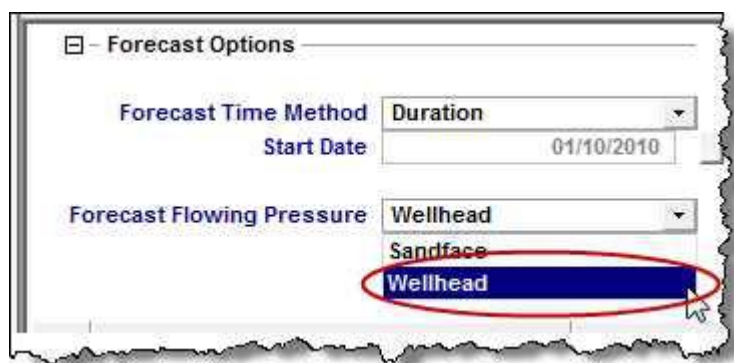 Forecast Options
Forecast Time Method Duration
Start Date 01/10/2010
Forecast Flowing Pressure Wellhead
Sandface
Wellhead